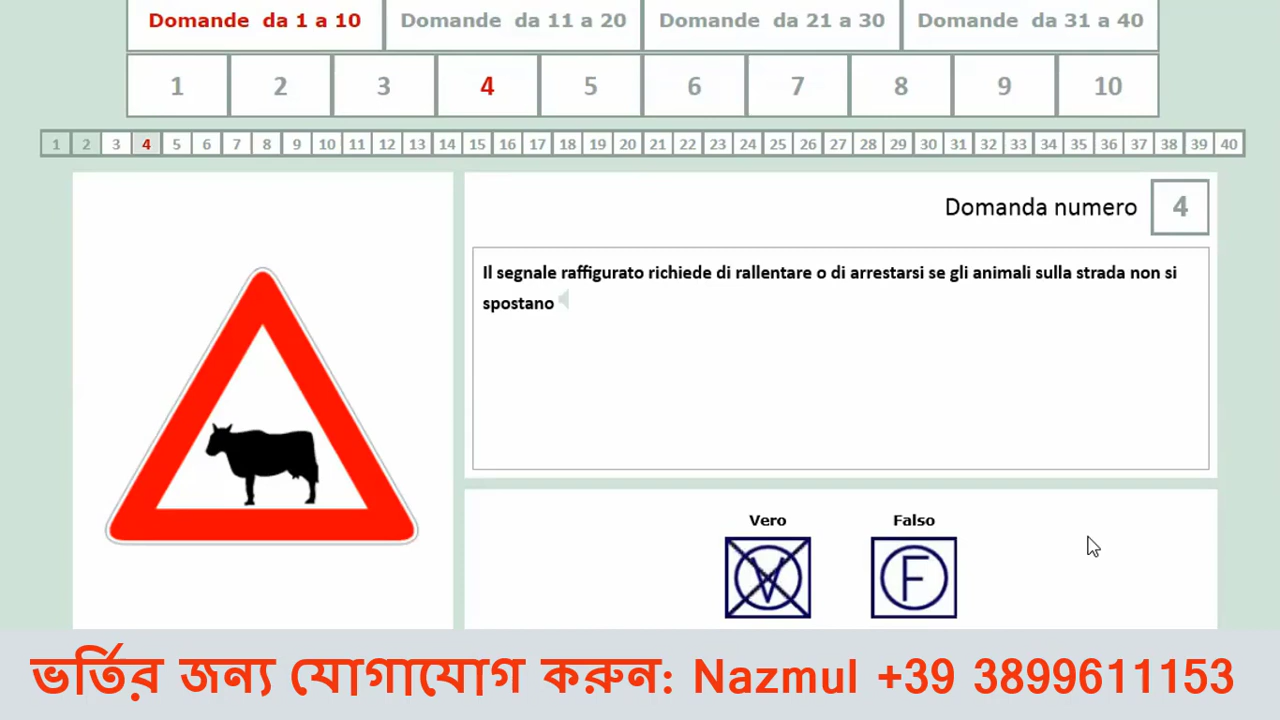 Domande da 1 a 10 Domande da 11 a 20 Domande da 21 a 30 Domande da 31 a 40
1 2 3 4 5 6 7 8 9 10
1 2 3 4 5 6 7 8 9 10 11 12 13 14 15 16 17 18 19 20 21 22 23 24 25 26 27 28 29 30 31 32 33 34 35 36 37 38 39 40
Domanda numero 4
Il segnale raffigurato richiede di rallentare o di arrestarsi se gli animali sulla strada non si
spostano
Vero Falso
V F
ভর্তির জন্য যোগাযোগ করুন: Nazmul +39 3899611153